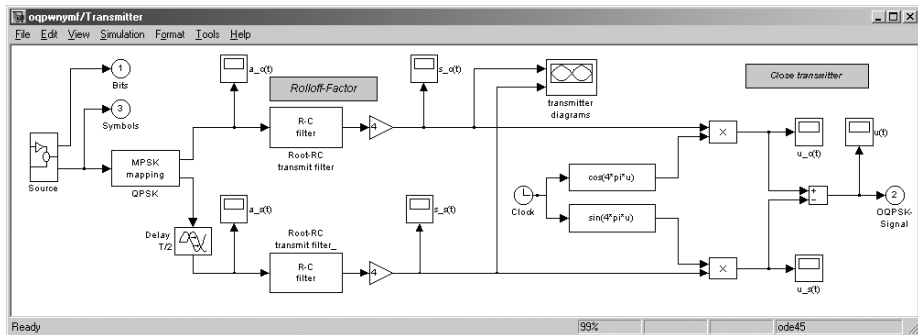 oqpwnymf/Transmitter
File Edit View Simulation Format Tools Help
1
Bits
3
Symbols
Source
MPSK
mapping
QPSK
Delay
T/2
a_c(t)
Rolloff-Factor
R-C
filter
Root-RC
transmit filter
4
s_c(t)
transmitter
diagrams
Close transmitter
×
u_c(t)
u(t)
Clock
cos(4*pi*u)
sin(4*pi*u)
+
−
2
OQPSK-
Signal
a_s(t)
Root-RC
transmit filter_
R-C
filter
4
s_s(t)
×
u_s(t)
Ready 99% ode45